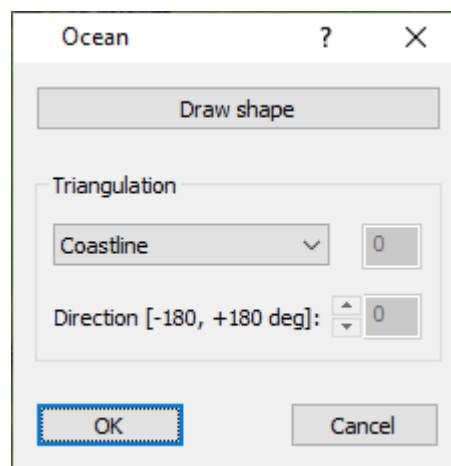 Ocean ?
Draw shape
Triangulation
Coastline 0
Direction [-180, +180 deg]: 0
OK Cancel